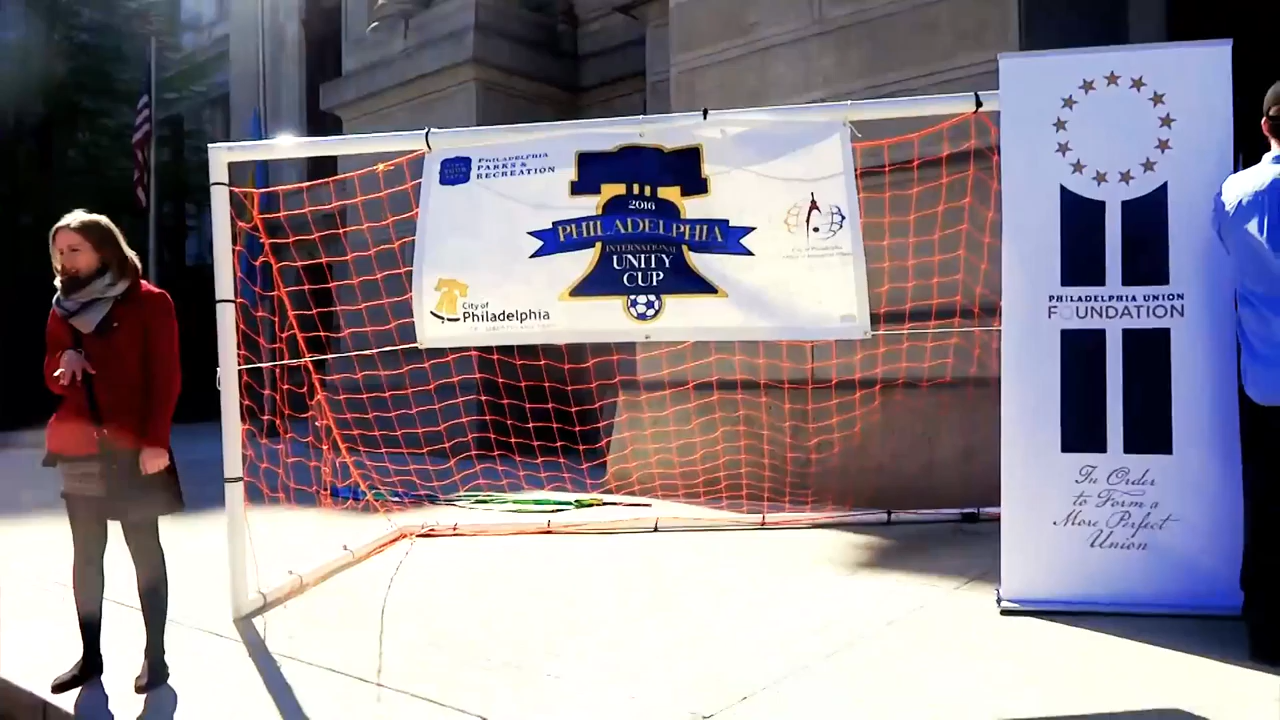 PHILADELPHIA
PARKS &
RECREATION
2016
PHILADELPHIA
INTERNATIONAL
UNITY
CUP
City of
Philadelphia
PHILADELPHIA UNION
FOUNDATION
In Order
to Form a
More Perfect
Union